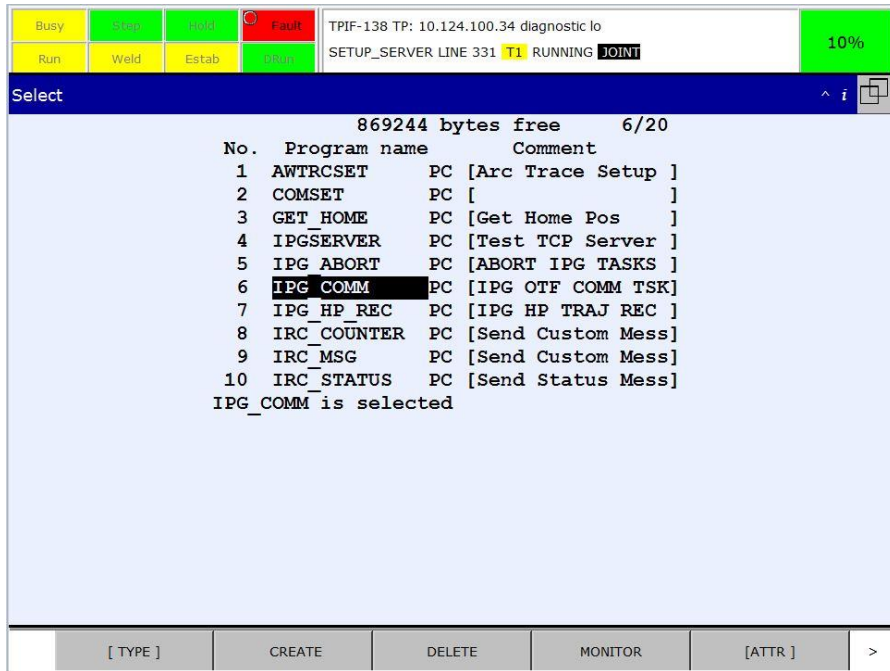 Busy Step Hold Fault TPIF-138 TP: 10.124.100.34 diagnostic lo
Run Weld Estab DRun SETUP_SERVER LINE 331 T1 RUNNING JOINT 10%
Select ^ i
869244 bytes free 6/20
No. Program name Comment
1 AWTRCSET PC [Arc Trace Setup ]
2 COMSET PC [ ]
3 GET_HOME PC [Get Home Pos ]
4 IPGSERVER PC [Test TCP Server ]
5 IPG_ABORT PC [ABORT IPG TASKS ]
6 IPG_COMM PC [IPG OTF COMM TSK]
7 IPG_HP_REC PC [IPG HP TRAJ REC ]
8 IRC_COUNTER PC [Send Custom Mess]
9 IRC_MSG PC [Send Custom Mess]
10 IRC_STATUS PC [Send Status Mess]
IPG_COMM is selected
[ TYPE ] CREATE DELETE MONITOR [ATTR ] >